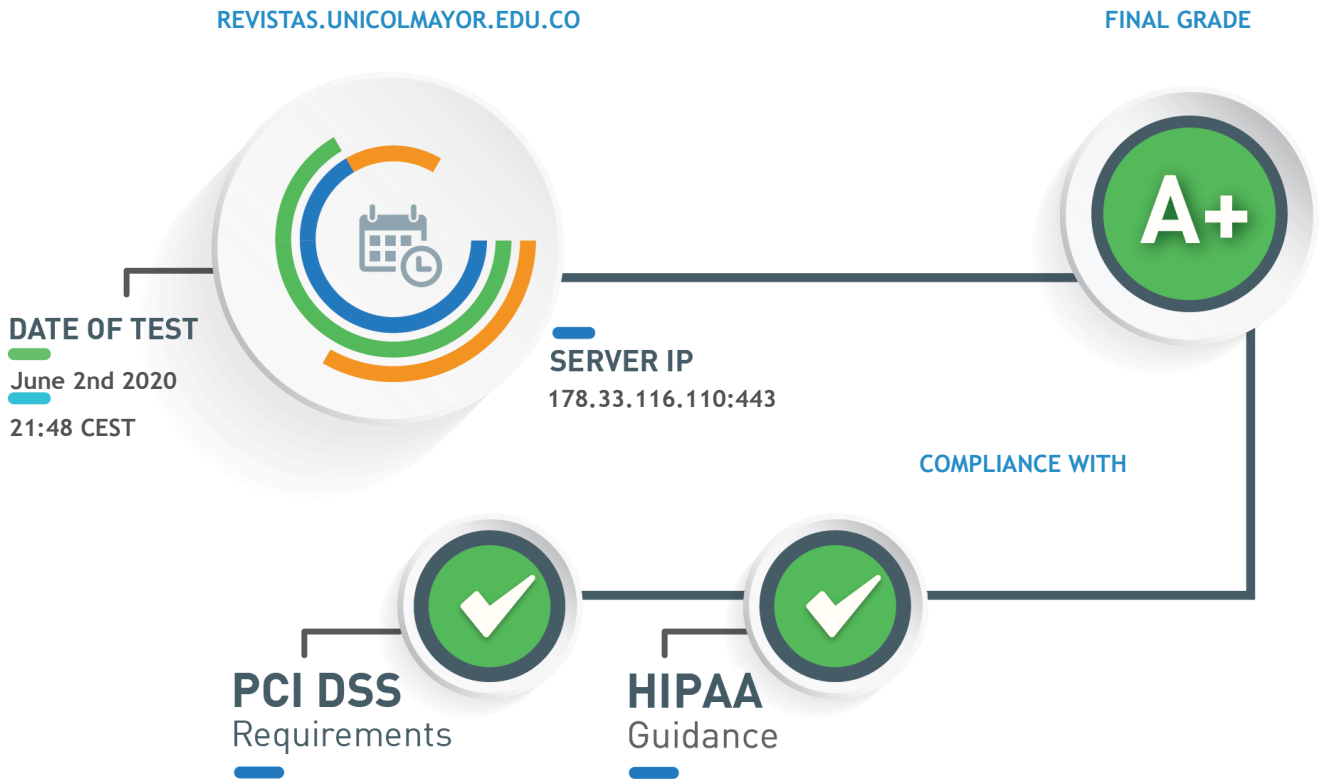 REVISTAS.UNICOLMAYOR.EDU.CO
FINAL GRADE
A+
DATE OF TEST
June 2nd 2020
21:48 CEST
SERVER IP
178.33.116.110:443
COMPLIANCE WITH
PCI DSS
Requirements
HIPAA
Guidance